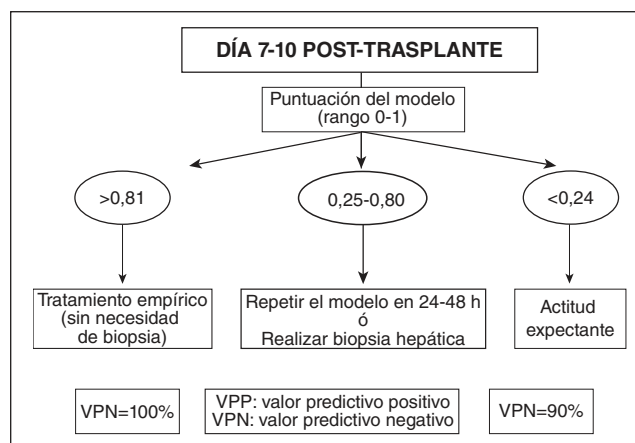 DÍA 7-10 POST-TRASPLANTE
Puntuación del modelo
(rango 0-1)
>0,81
0,25-0,80
<0,24
Tratamiento empírico
(sin necesidad
de biopsia)
Repetir el modelo en 24-48 h
ó
Realizar biopsia hepática
Actitud
expectante
VPN=100%
VPP: valor predictivo positivo
VPN: valor predictivo negativo
VPN=90%